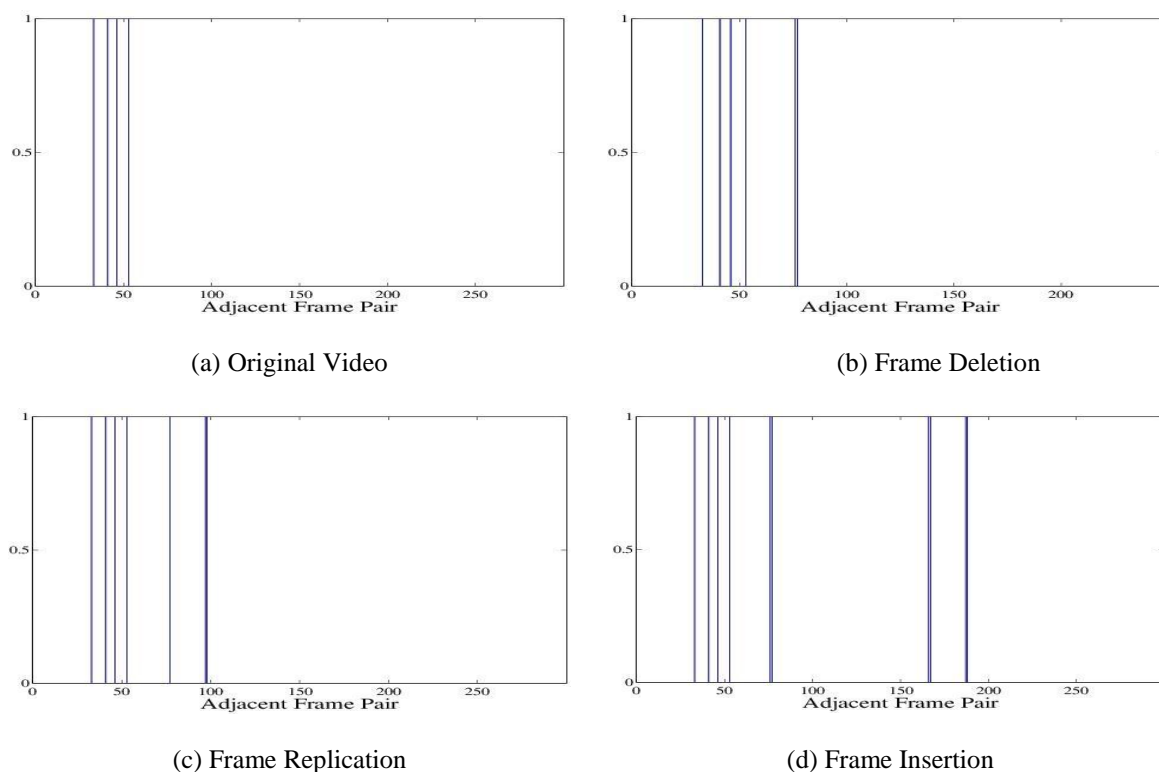 1
0.5
0
0 50 100 150 200 250
Adjacent Frame Pair
(a) Original Video
1
0.5
0
0 50 100 150 200
Adjacent Frame Pair
(b) Frame Deletion
1
0.5
0
0 50 100 150 200 250
Adjacent Frame Pair
(c) Frame Replication
1
0.5
0
0 50 100 150 200 250
Adjacent Frame Pair
(d) Frame Insertion